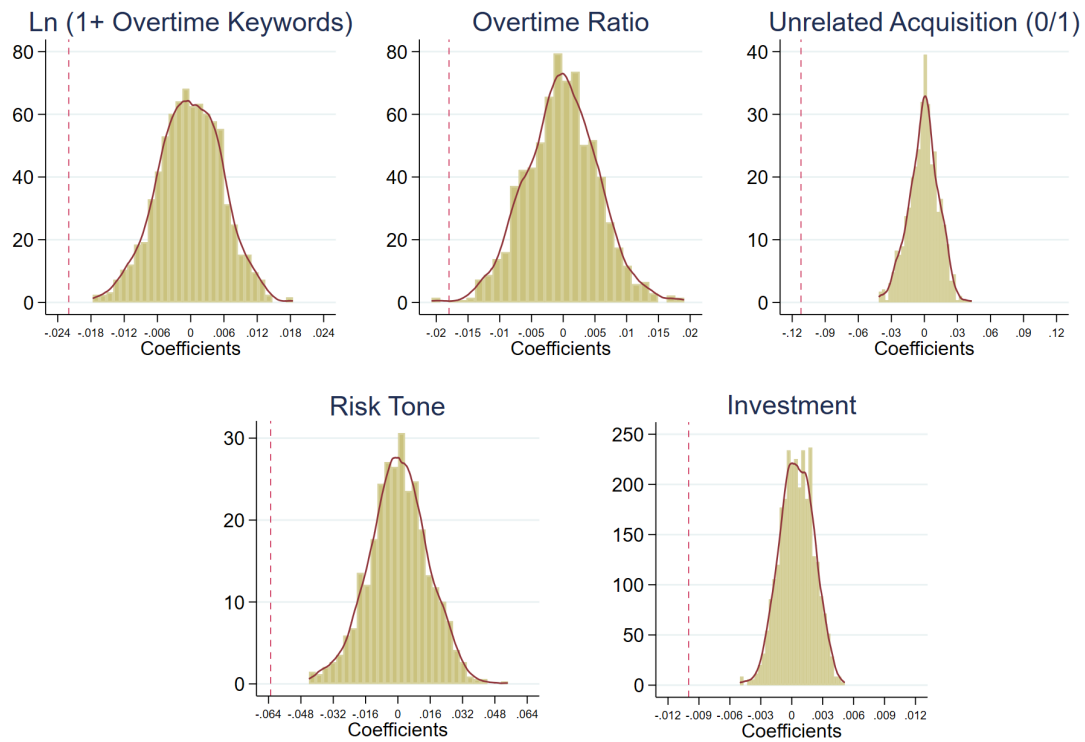 Ln (1+ Overtime Keywords)
80
60
40
20
0
-.024 -.018 -.012 -.006 0 .006 .012 .018 .024
Coefficients
Overtime Ratio
80
60
40
20
0
-.02 -.015 -.01 -.005 0 .005 .01 .015 .02
Coefficients
Unrelated Acquisition (0/1)
40
30
20
10
0
-.12 -.09 -.06 -.03 0 .03 .06 .09 .12
Coefficients
Risk Tone
30
20
10
0
-.064 -.048 -.032 -.016 0 .016 .032 .048 .064
Coefficients
Investment
250
200
150
100
50
0
-.012 -.009 -.006 -.003 0 .003 .006 .009 .012
Coefficients